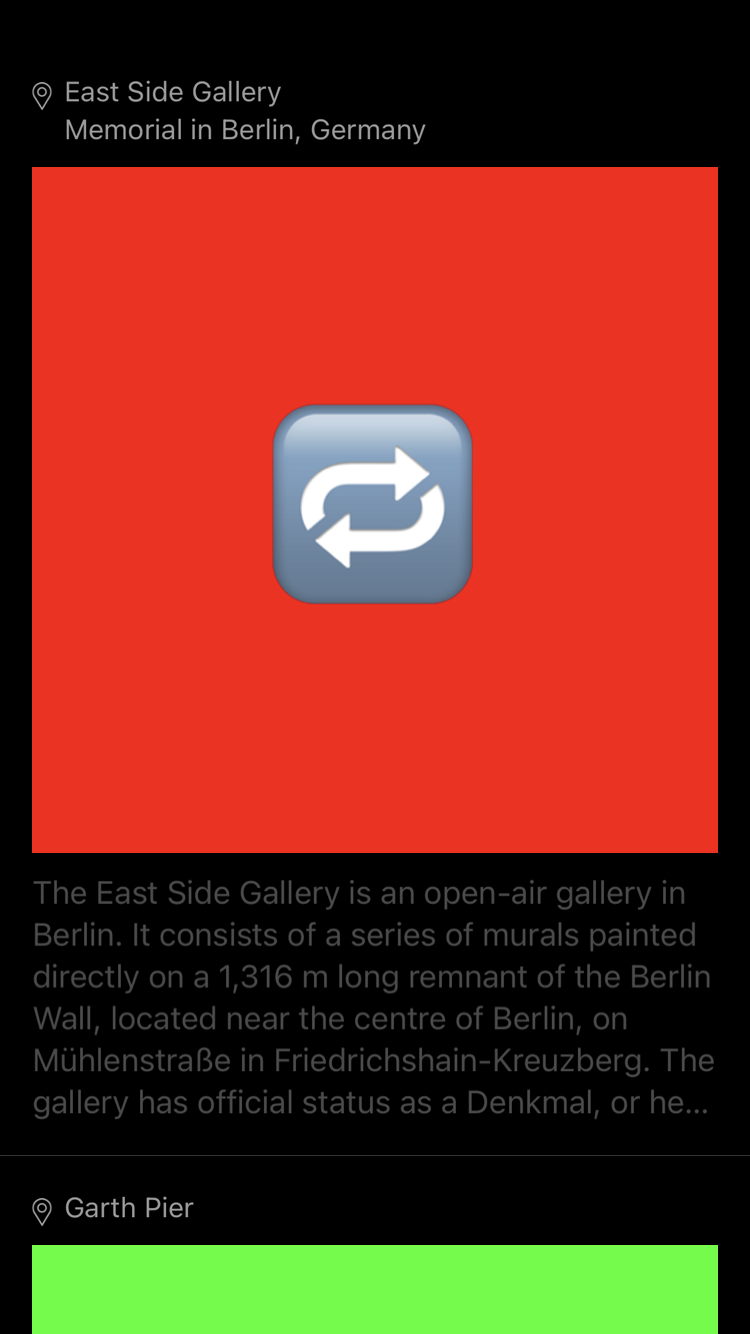 East Side Gallery
Memorial in Berlin, Germany
The East Side Gallery is an open-air gallery in
Berlin. It consists of a series of murals painted
directly on a 1,316 m long remnant of the Berlin
Wall, located near the centre of Berlin, on
Mühlenstraße in Friedrichshain-Kreuzberg. The
gallery has official status as a Denkmal, or he...
Garth Pier